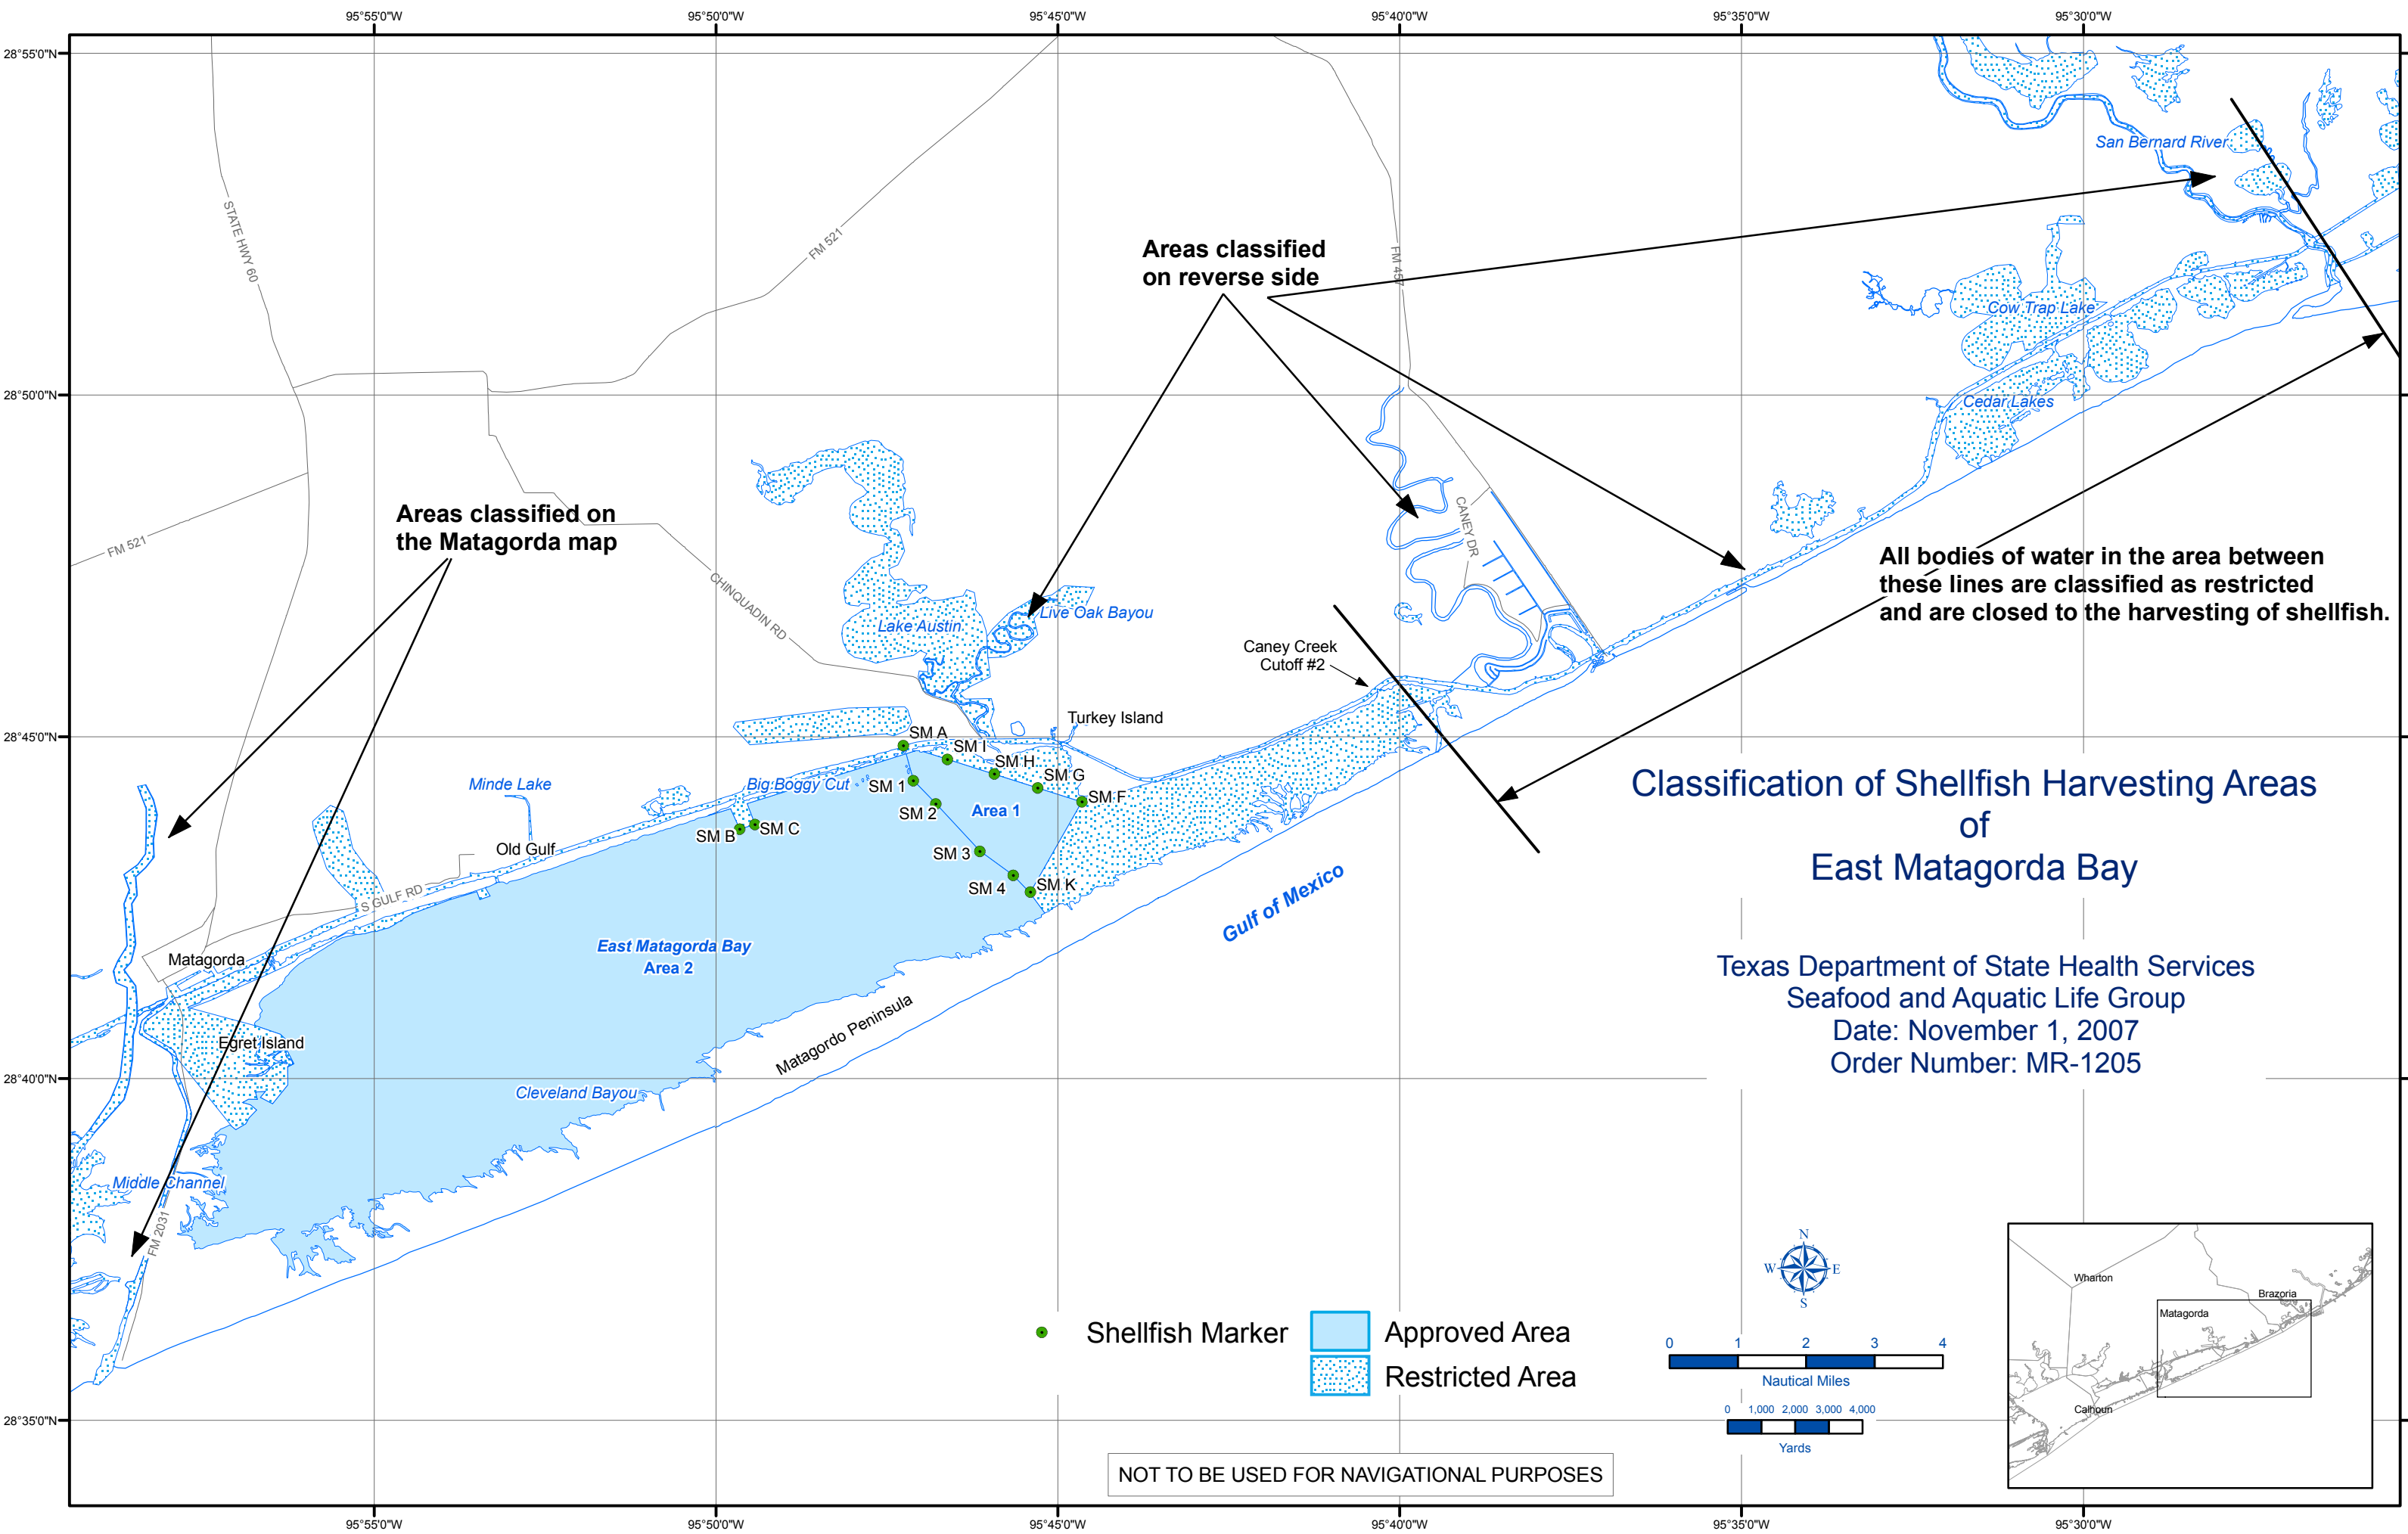 95°55'0"W
95°50'0"W
95°45'0"W
95°40'0"W
95°35'0"W
95°30'0"W
28°55'0"N
28°50'0"N
28°45'0"N
28°40'0"N
28°35'0"N
San Bernard River
STATE HWY 60
FM 521
FM 457
Areas classified
on reverse side
Cow Trap Lake
Cedar Lakes
Areas classified on
the Matagorda map
FM 521
CANEY DR
CHINQUADIN RD
All bodies of water in the area between
these lines are classified as restricted
and are closed to the harvesting of shellfish.
Live Oak Bayou
Lake Austin
Caney Creek
Cutoff #2
Turkey Island
SM A
SM I
SM H
SM G
SM F
Minde Lake
Big Boggy Cut
SM 1
SM 2
Area 1
SM B
SM C
Old Gulf
SM 3
SM 4
SM K
S GULF RD
Classification of Shellfish Harvesting Areas
of
East Matagorda Bay
Gulf of Mexico
East Matagorda Bay
Area 2
Matagorda
Texas Department of State Health Services
Seafood and Aquatic Life Group
Date: November 1, 2007
Order Number: MR-1205
Matagordo Peninsula
Egret Island
Cleveland Bayou
Middle Channel
FM 2031
N
W
E
S
Wharton
Brazoria
Matagorda
Calhoun
Shellfish Marker
Approved Area
Restricted Area
0 1 2 3 4
Nautical Miles
0 1,000 2,000 3,000 4,000
Yards
NOT TO BE USED FOR NAVIGATIONAL PURPOSES
95°55'0"W
95°50'0"W
95°45'0"W
95°40'0"W
95°35'0"W
95°30'0"W